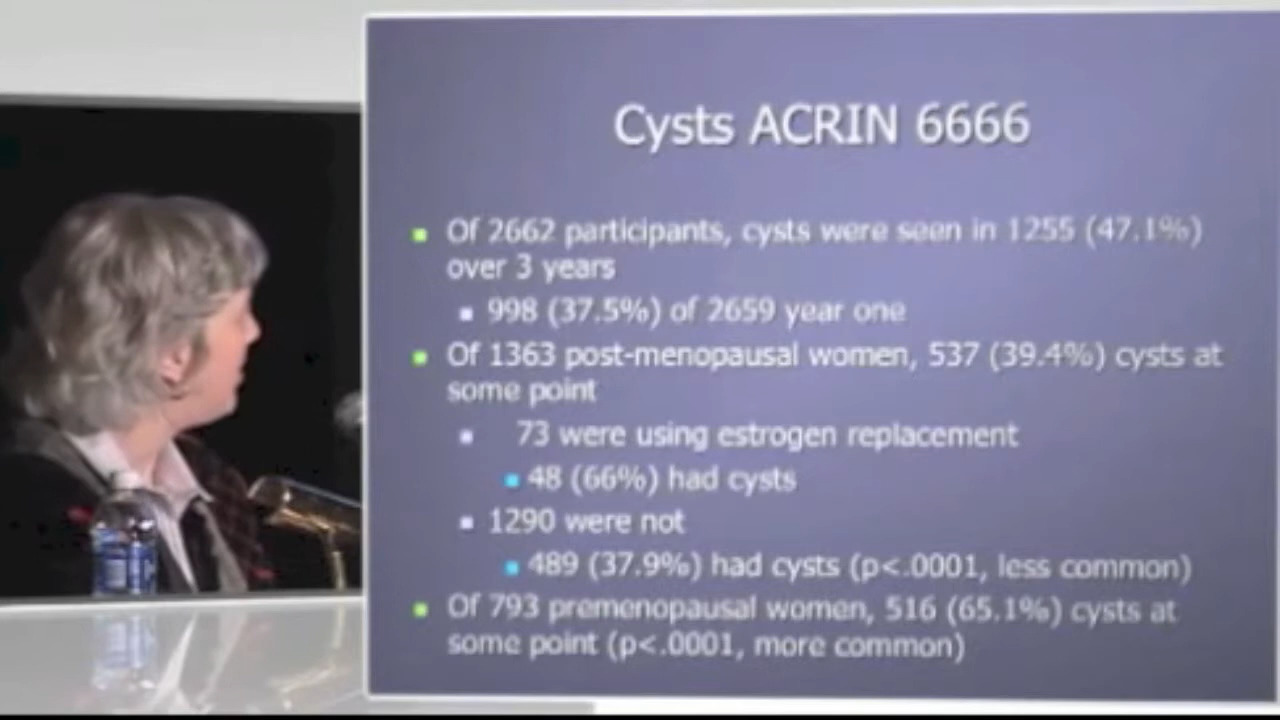 Cysts ACRIN 6666
Of 2662 participants, cysts were seen in 1255 (47.1%)
over 3 years
998 (37.5%) of 2659 year one
Of 1363 post-menopausal women, 537 (39.4%) cysts at
some point
73 were using estrogen replacement
48 (66%) had cysts
1290 were not
489 (37.9%) had cysts (p<.0001, less common)
Of 793 premenopausal women, 516 (65.1%) cysts at
some point (p<.0001, more common)